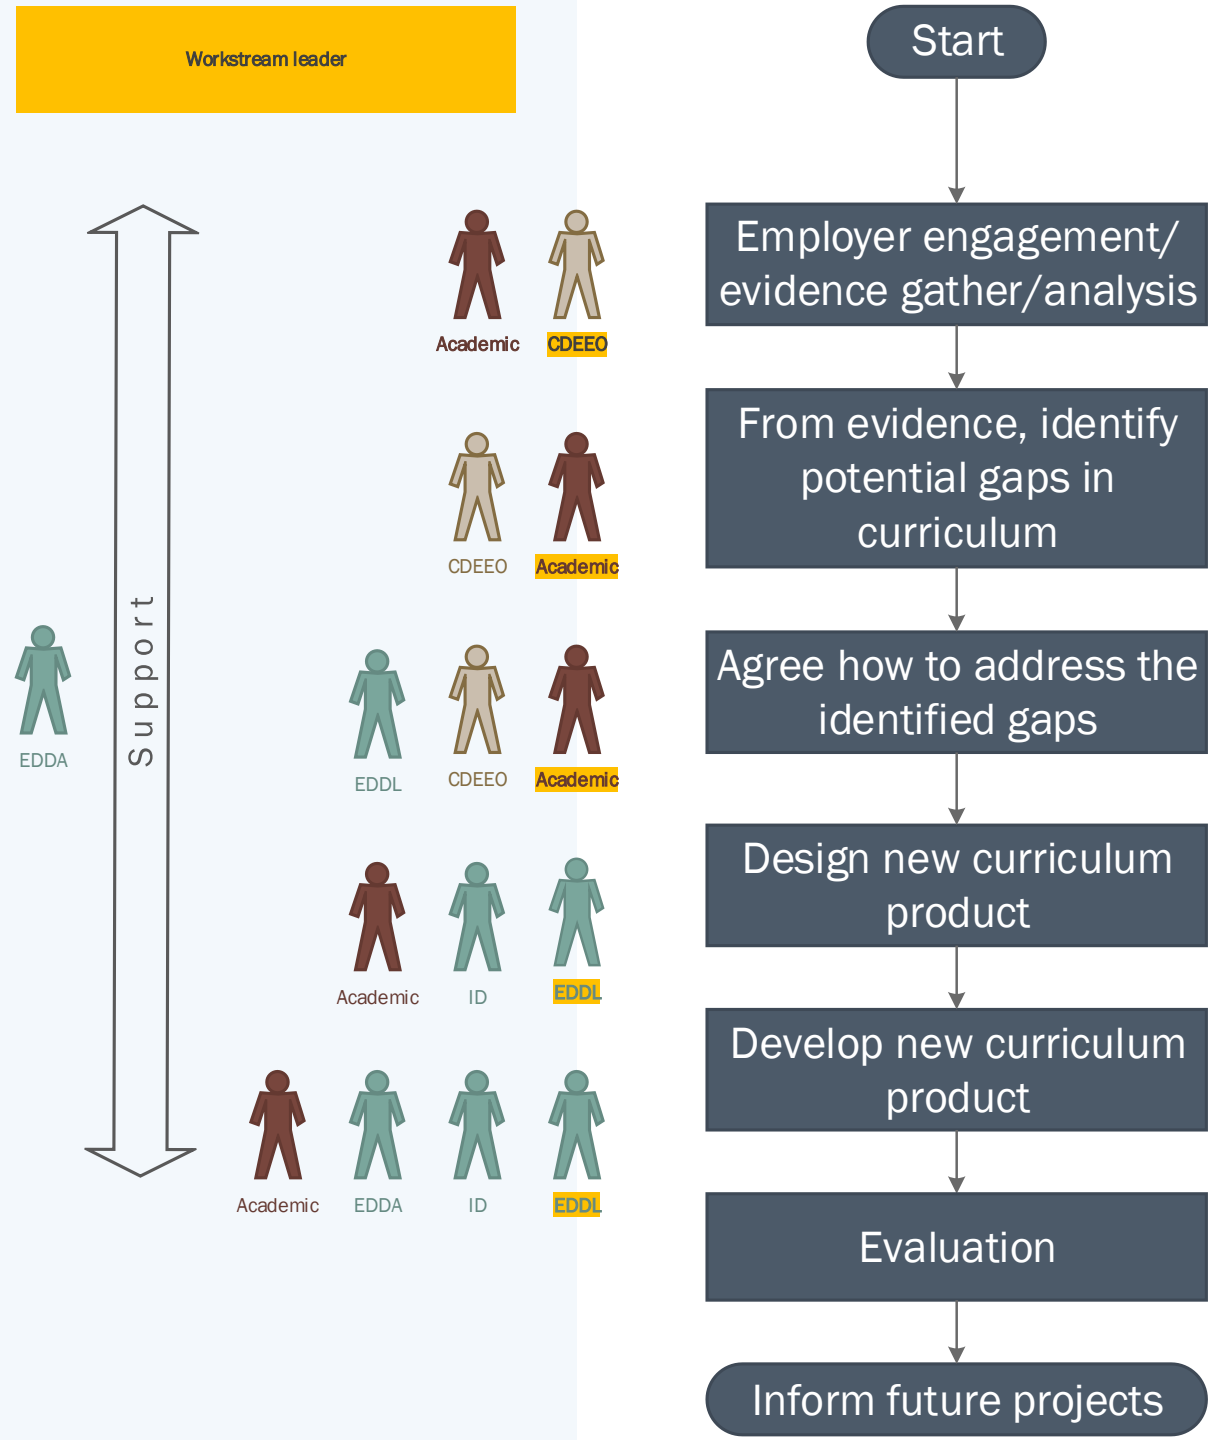 Workstream leader
Start
Employer engagement/
evidence gather/analysis
Academic
CDEEO
From evidence, identify
potential gaps in
curriculum
CDEEO
Academic
Support
EDDA
Agree how to address the
identified gaps
EDDL
CDEEO
Academic
Design new curriculum
product
Academic
ID
EDDL
Develop new curriculum
product
Academic
EDDA
ID
EDDL
Evaluation
Inform future projects